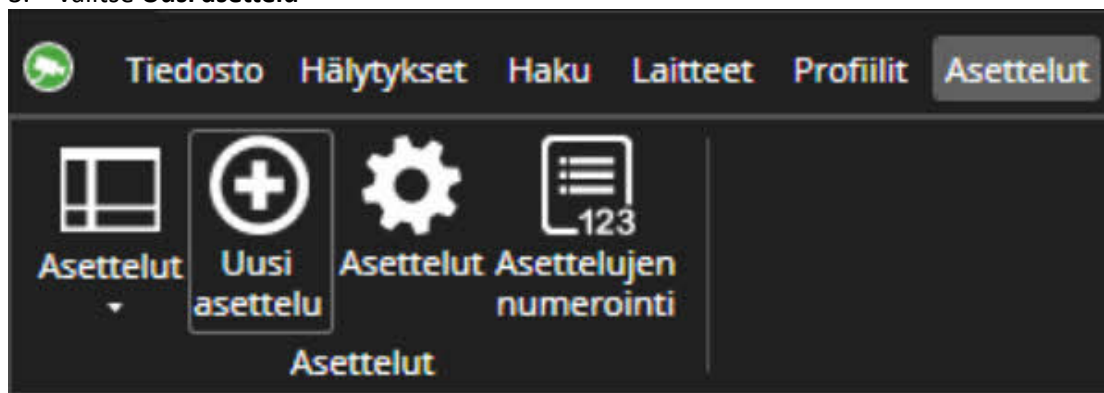 Valitse Uusi asettelu
Tiedosto Hälytykset Haku Laitteet Profiilit Asettelut
123
Asettelut Uusi asettelu Asettelut Asettelujen numerointi
Asettelut